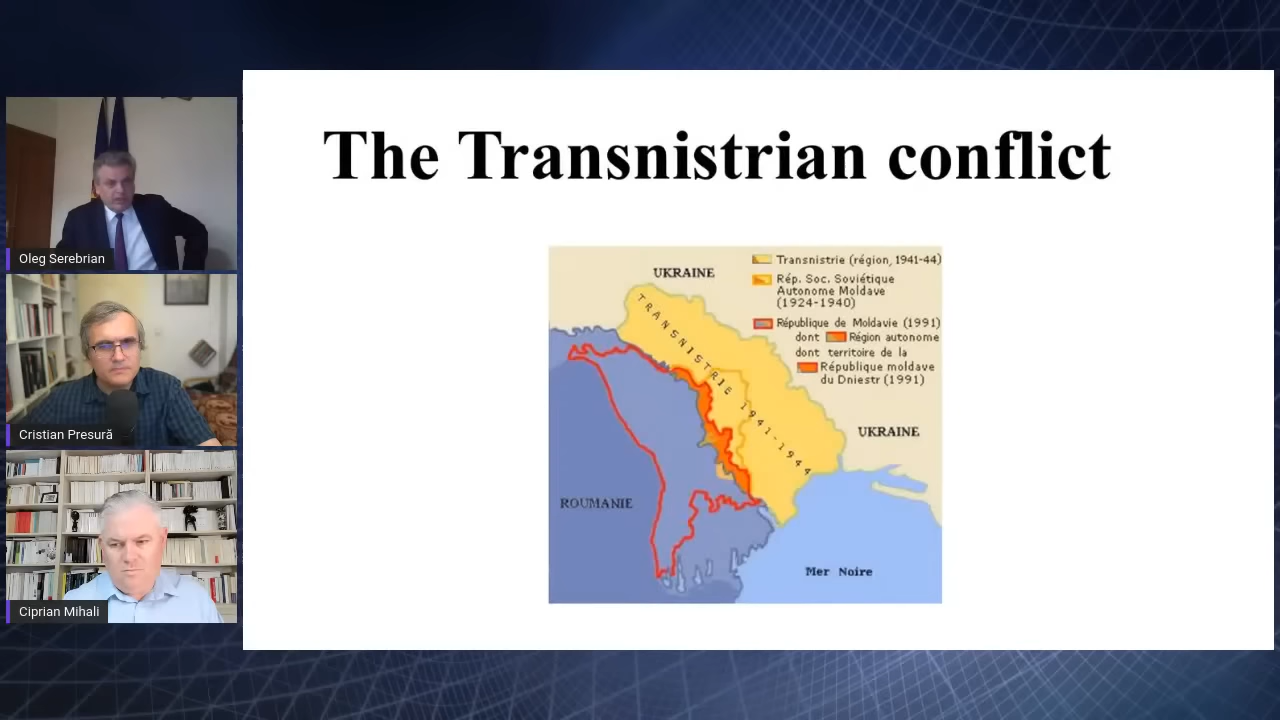 The Transnistrian conflict
Oleg Serebrian
Cristian Presură
Ciprian Mihali
UKRAINE
Transnistrie (région, 1941-44)
Rép. Soc. Soviétique
Autonome Moldave
(1924-1940)
République de Moldavie (1991)
dont Région autonome
dont territoire de la
République moldave
du Dniestr (1991)
TRANSNISTRIE 1941-1944
UKRAINE
ROUMANIE
Mer Noire